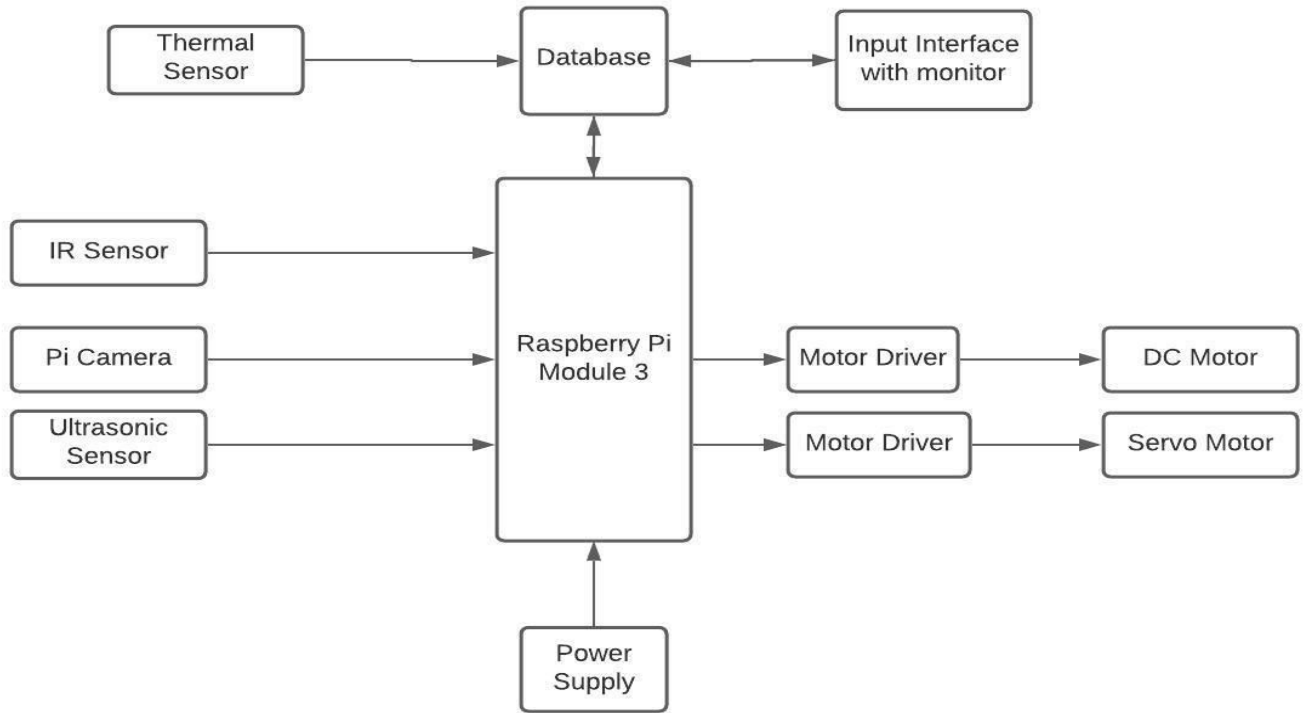 Thermal
Sensor
Database
Input Interface
with monitor
IR Sensor
Pi Camera
Raspberry Pi
Module 3
Motor Driver
DC Motor
Ultrasonic
Sensor
Motor Driver
Servo Motor
Power
Supply